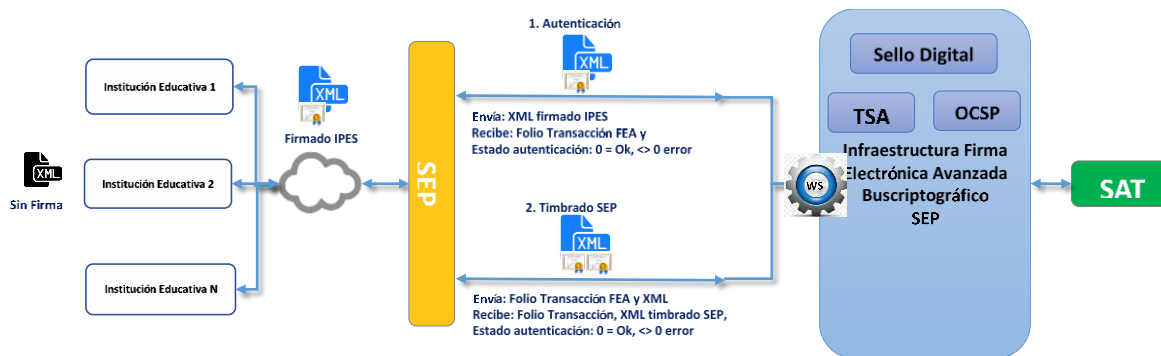 XML
Sin Firma
Institución Educativa 1
Institución Educativa 2
Institución Educativa N
XML
Firmado IPES
SEP
1. Autenticación
XML
Envía: XML firmado IPES
Recibe: Folio Transacción FEA y
Estado autenticación: 0 = Ok, <> 0 error
2. Timbrado SEP
XML
Envía: Folio Transacción FEA y XML
Recibe: Folio Transacción, XML timbrado SEP,
Estado autenticación: 0 = Ok, <> 0 error
WS
Sello Digital
TSA
OCSP
Infraestructura Firma
Electrónica Avanzada
Buscriptográfico
SEP
SAT